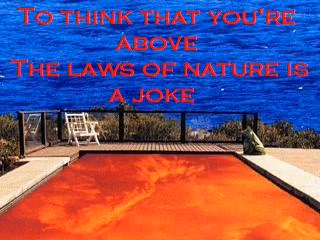 To think that you're
above
The laws of nature is
a joke